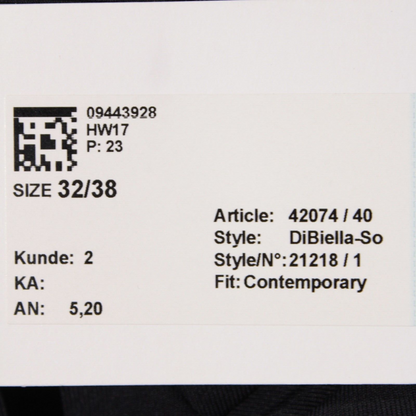 09443928
HW17
P: 23
SIZE 32/38
Article: 42074 / 40
Style: DiBiella-So
Kunde: 2
Style/N°: 21218 / 1
KA:
Fit: Contemporary
AN: 5,20